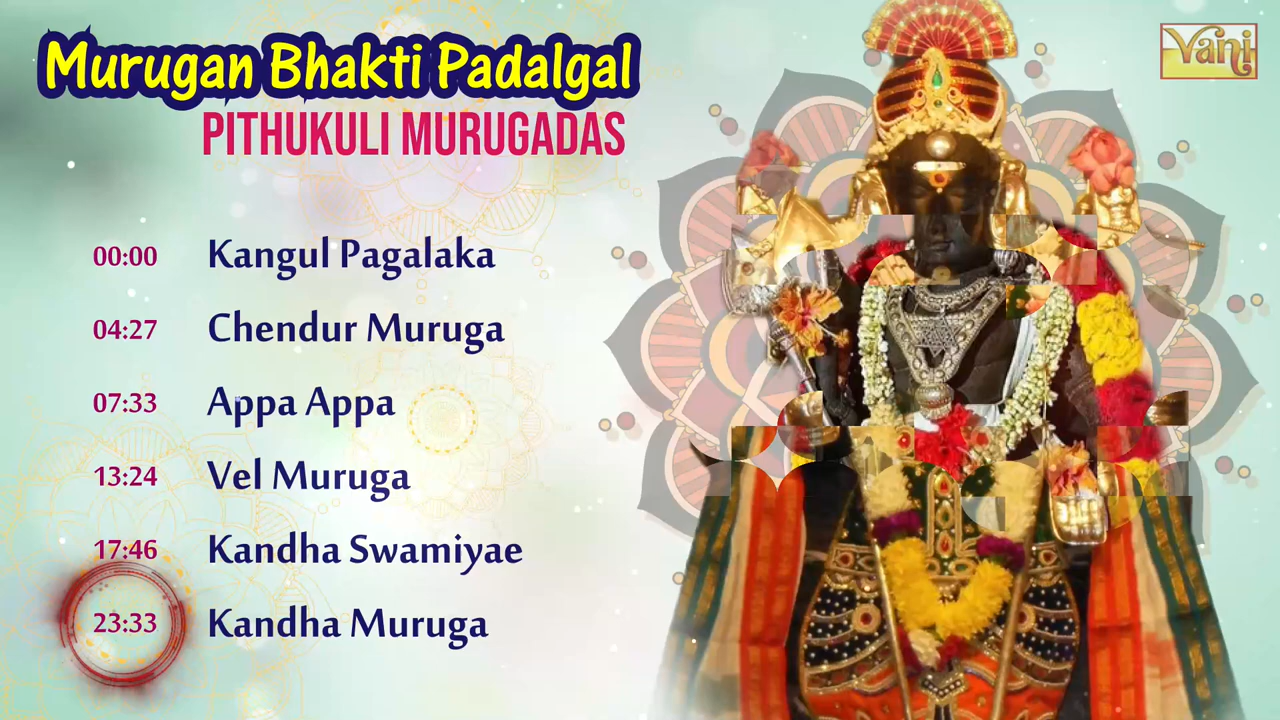 Murugan Bhakti Padalgal
PITHUKULI MURUGADAS
Vani
00:00 Kangul Pagalaka
04:27 Chendur Muruga
07:33 Appa Appa
13:24 Vel Muruga
17:46 Kandha Swamiyae
23:33 Kandha Muruga